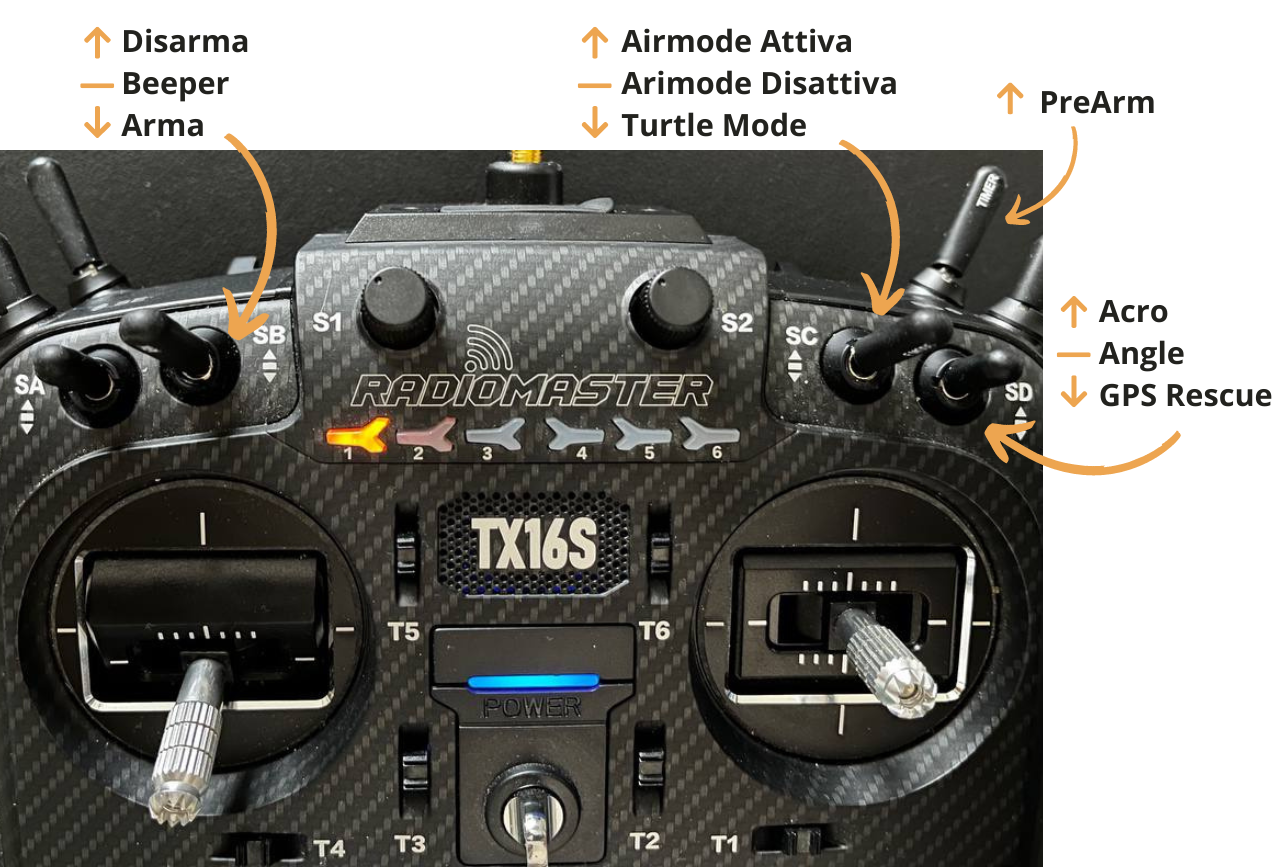 Disarma
Beeper
Arma
Airmode Attiva
Arimode Disattiva
Turtle Mode
PreArm
TIMER
Acro
Angle
GPS Rescue
S1
S2
SA
SB
SC
SD
RADIOMASTER
1 2 3 4 5 6
TX16S
T5
T6
POWER
T4
T3
T2
T1